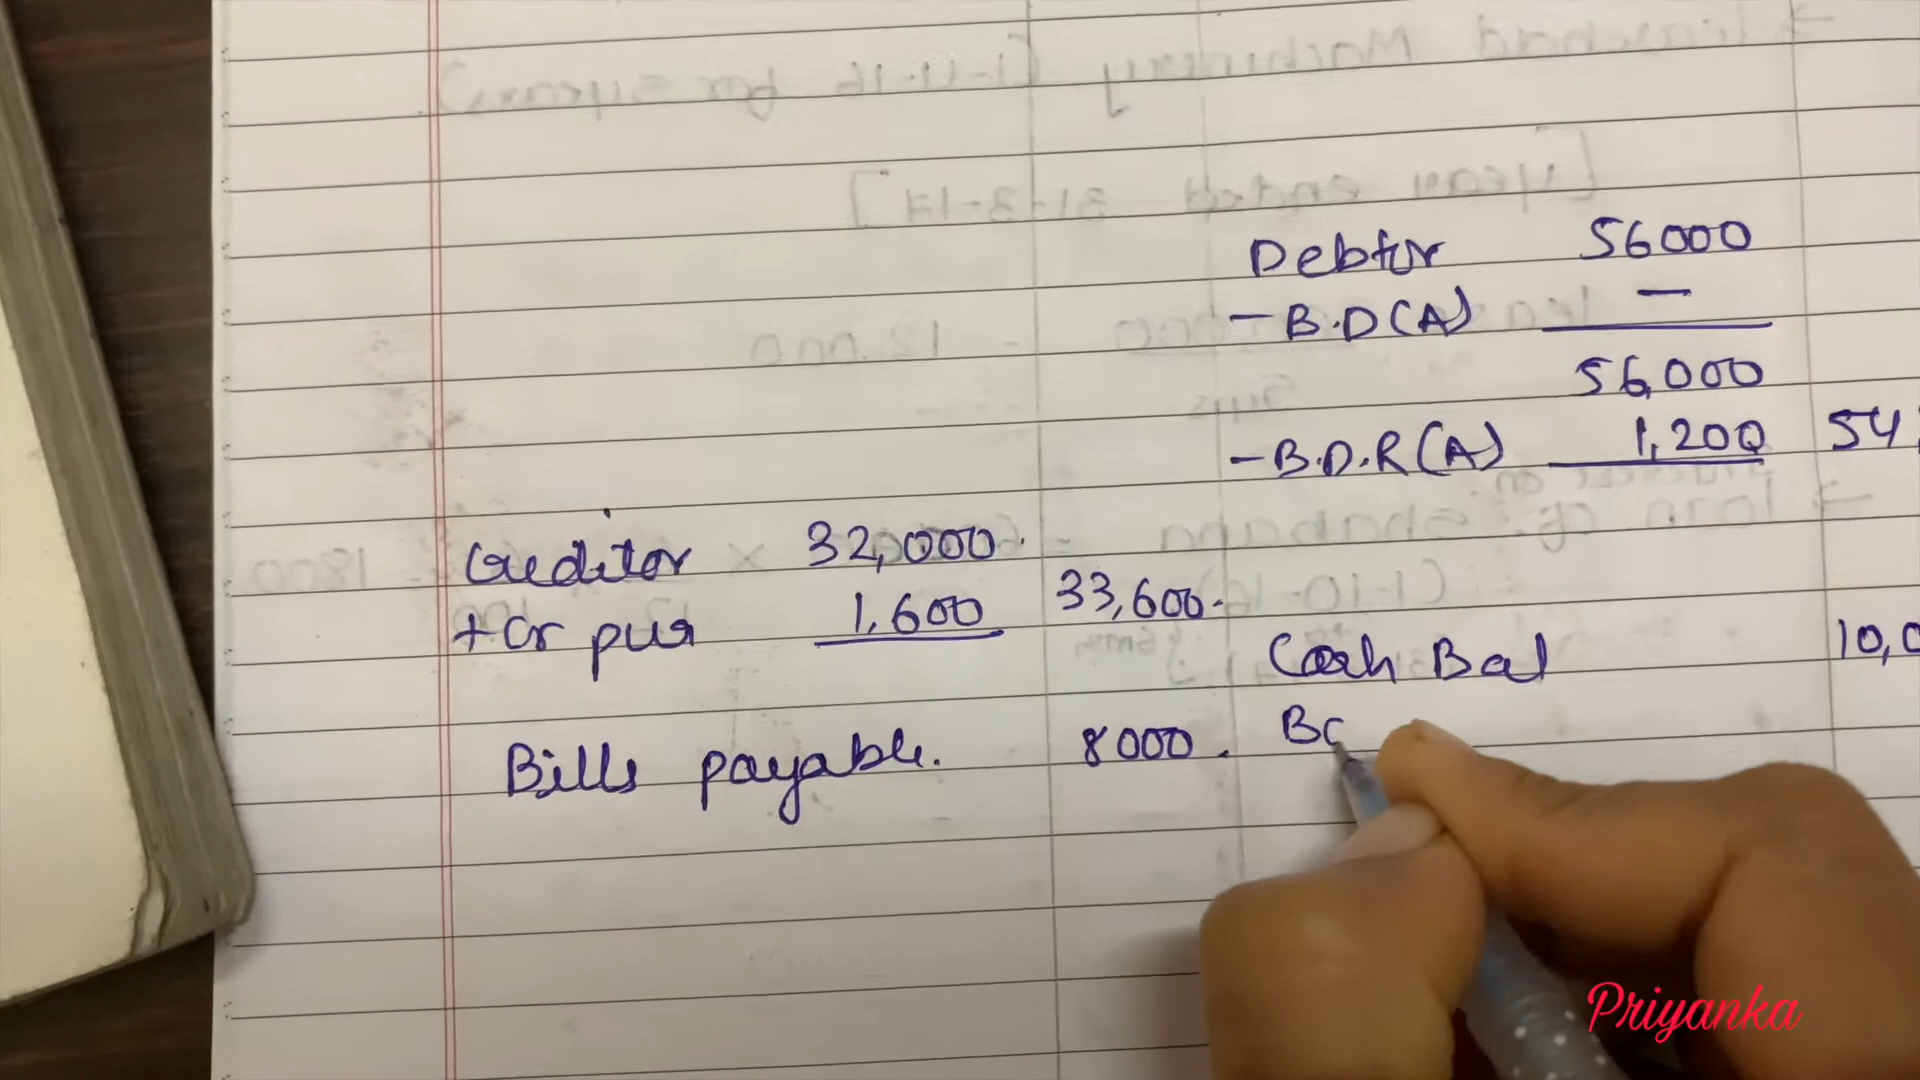 Debtor 56000
- B.D(A) —
56,000
- B.D.R(A) 1,200 54,
Creditor 32,000
+ Cr pur 1,600 33,600
Cash Bal 10,0
Bills payable. 8000
Ba
Priyanka